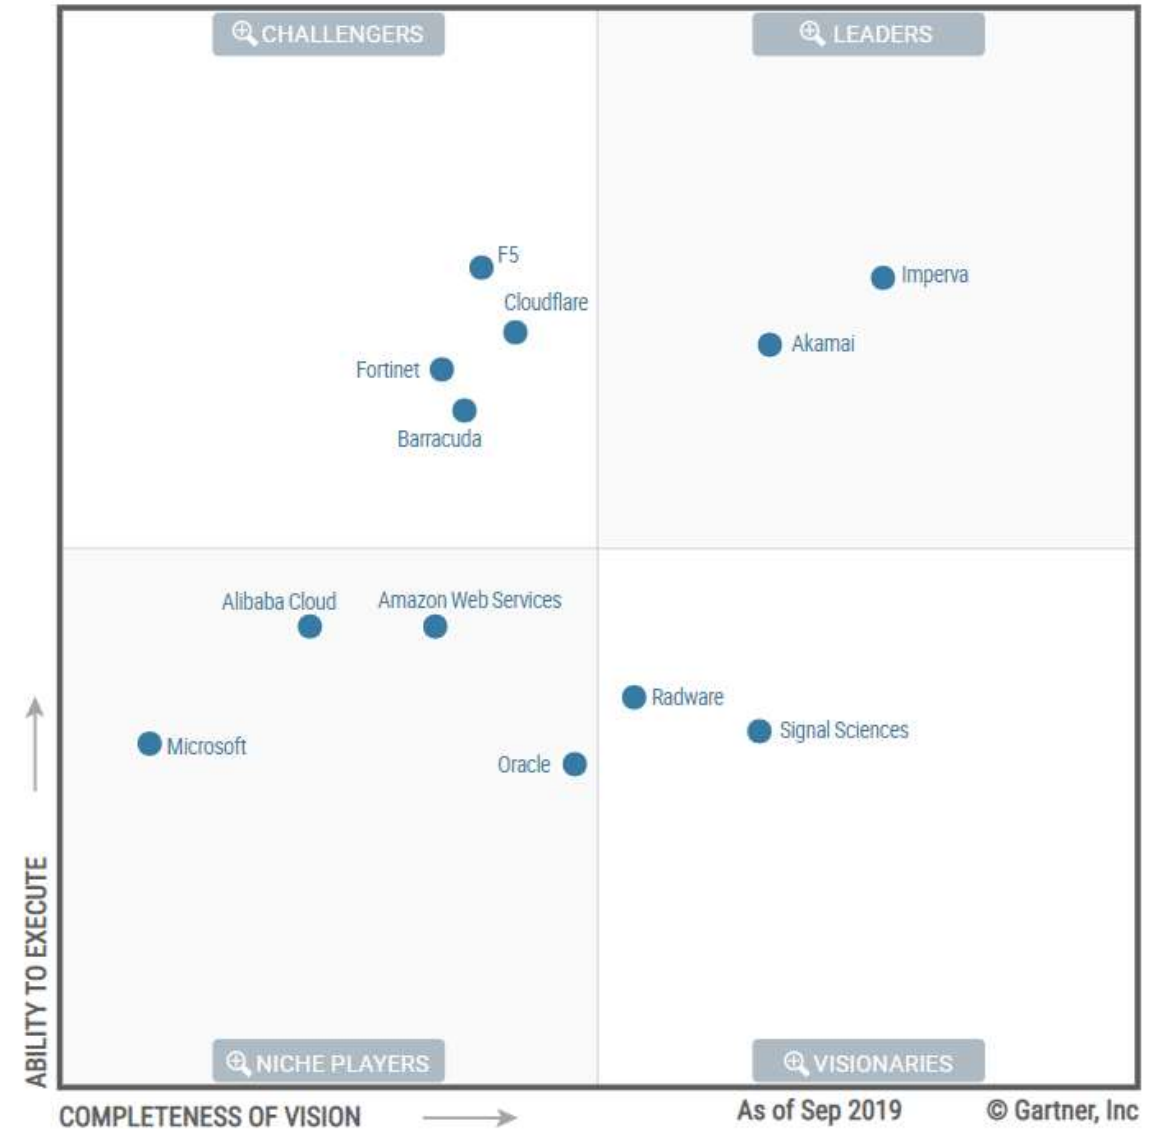 CHALLENGERS
LEADERS
F5
Imperva
Cloudflare
Akamai
Fortinet
Barracuda
Alibaba Cloud
Amazon Web Services
Radware
Signal Sciences
Microsoft
Oracle
ABILITY TO EXECUTE
NICHE PLAYERS
VISIONARIES
COMPLETENESS OF VISION
As of Sep 2019
© Gartner, Inc